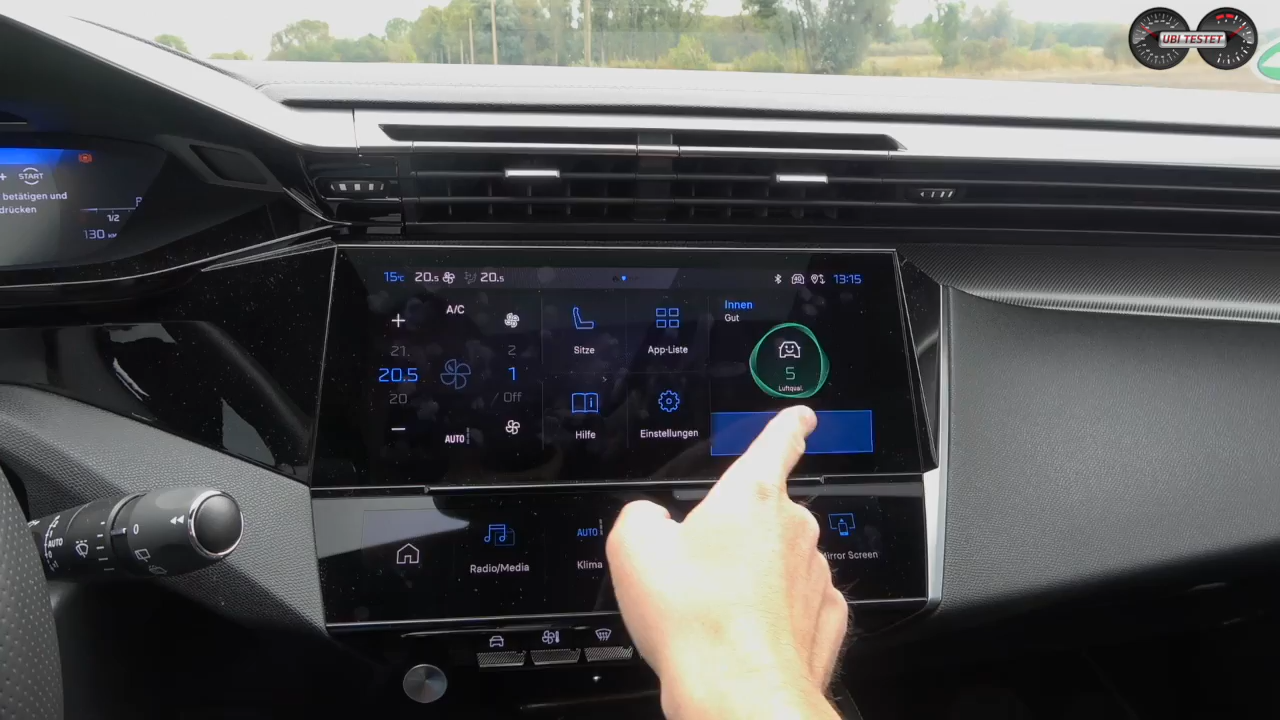 UBI TESTET
START
betätigen und
drücken
1/2
130 km
15°C 20.5 20.5 13:15
A/C
+
21.
20.5
20
−
AUTO
2
1
Off
Sitze
App-Liste
Hilfe
Einstellungen
Innen
Gut
5
Luftqual.
Radio/Media
AUTO
Klima
Mirror Screen
AUTO
0